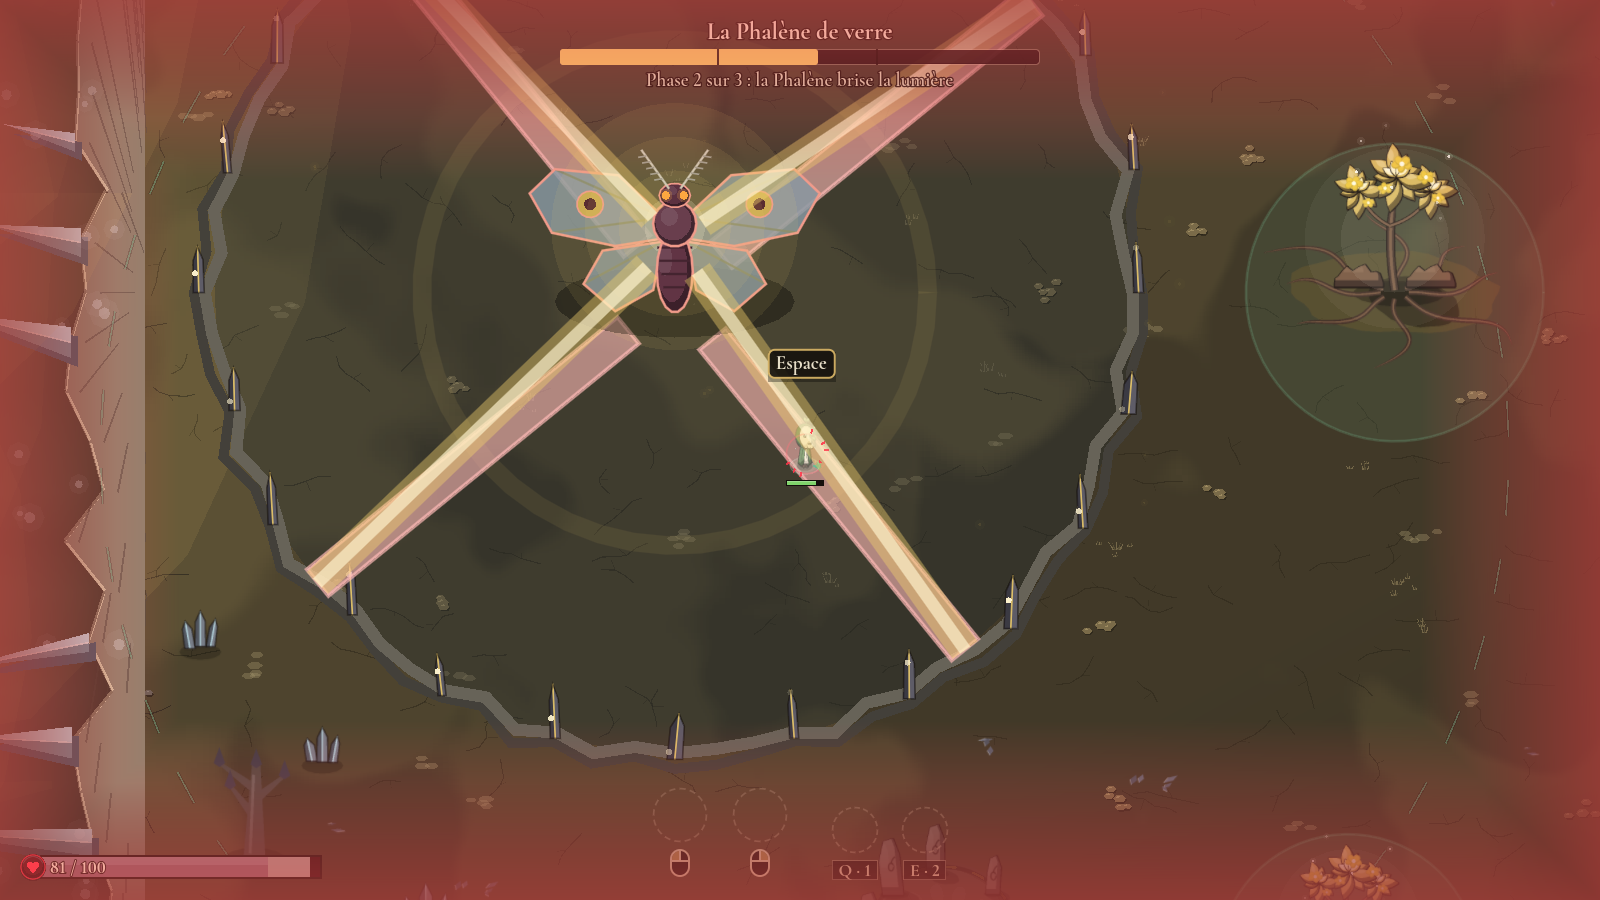 La Phalène de verre
Phase 2 sur 3 : la Phalène brise la lumière
Espace
81 / 100
Q · 1
E · 2